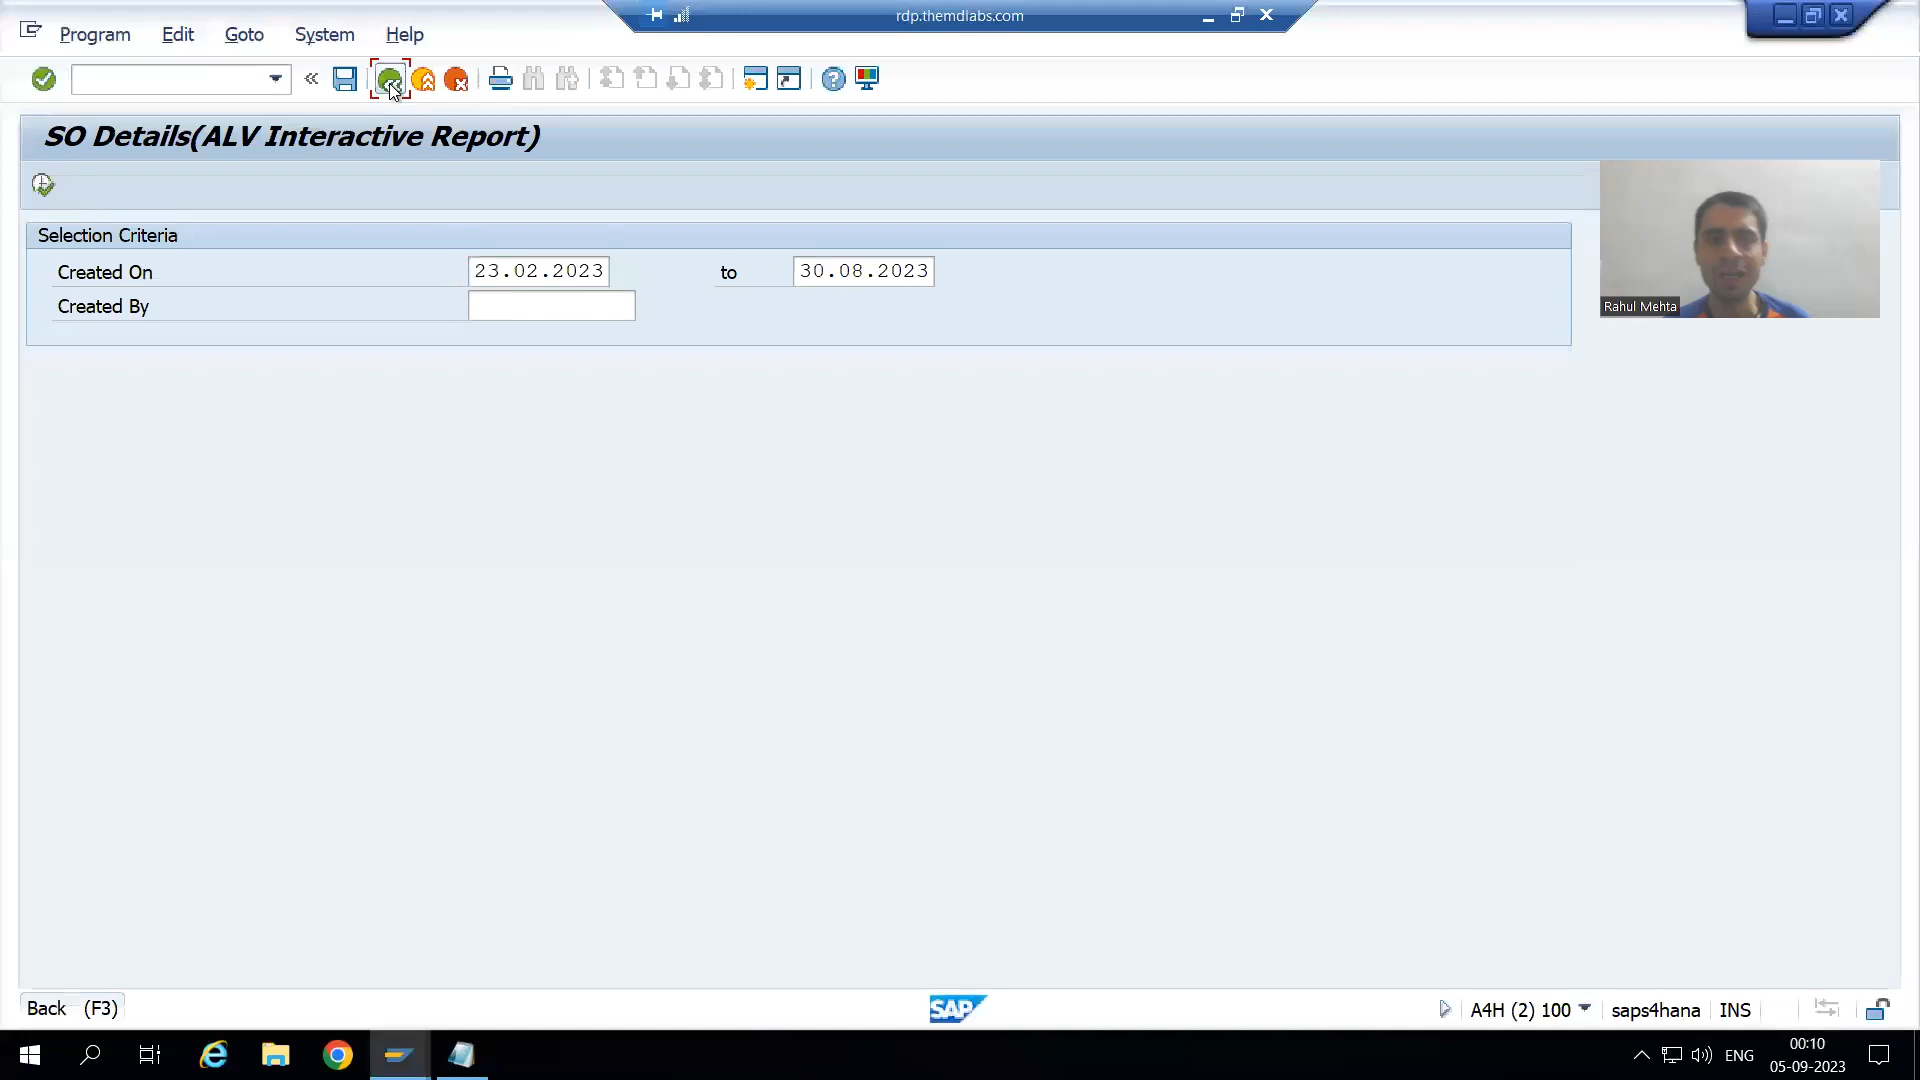 rdp.themdlabs.com
Program Edit Goto System Help
SO Details(ALV Interactive Report)
Selection Criteria
Created On 23.02.2023 to 30.08.2023
Created By
Rahul Mehta
Back (F3)
SAP
A4H (2) 100 saps4hana INS
ENG
00:10
05-09-2023